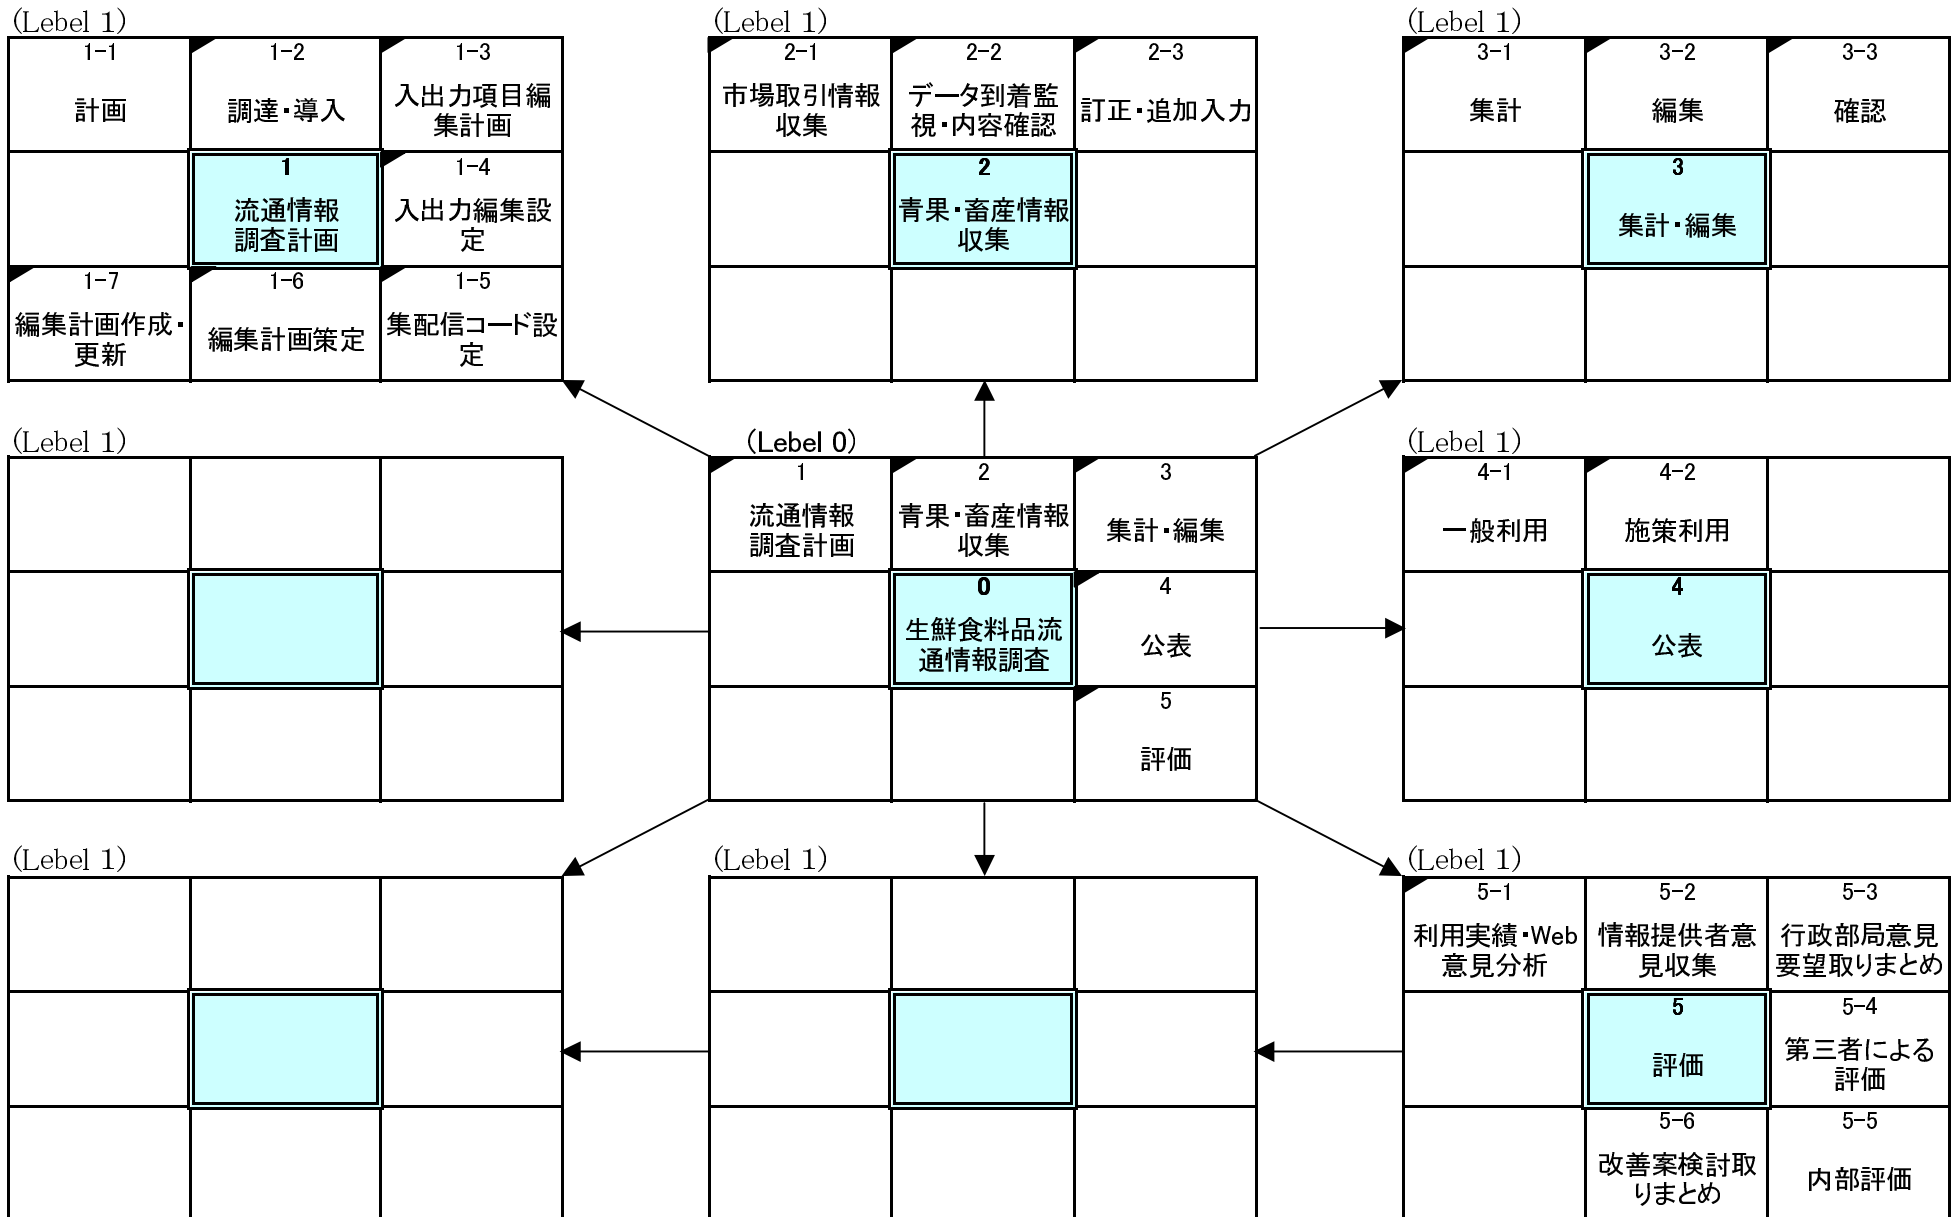 (Lebel 1)
1-1
計画
1-2
調達・導入
1-3
入出力項目編
集計画
1
流通情報
調査計画
1-4
入出力編集設
定
1-7
編集計画作成・
更新
1-6
編集計画策定
1-5
集配信コード設
定
(Lebel 1)
2-1
市場取引情報
収集
2-2
データ到着監
視・内容確認
2-3
訂正・追加入力
2
青果・畜産情報
収集
(Lebel 1)
3-1
集計
3-2
編集
3-3
確認
3
集計・編集
(Lebel 1)
(Lebel 0)
1
流通情報
調査計画
2
青果・畜産情報
収集
3
集計・編集
0
生鮮食料品流
通情報調査
4
公表
5
評価
(Lebel 1)
4-1
一般利用
4-2
施策利用
4
公表
(Lebel 1)
(Lebel 1)
(Lebel 1)
5-1
利用実績・Web
意見分析
5-2
情報提供者意
見収集
5-3
行政部局意見
要望取りまとめ
5
評価
5-4
第三者による
評価
5-6
改善案検討取
りまとめ
5-5
内部評価